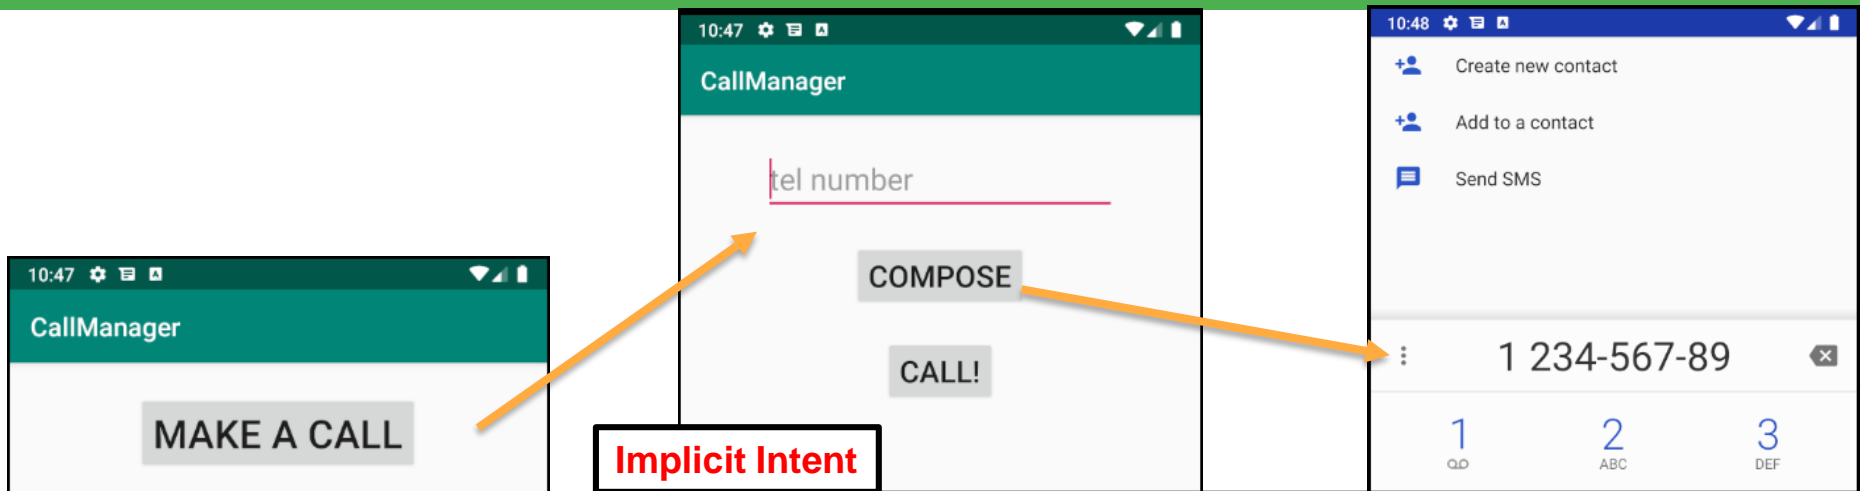 10:47
CallManager
MAKE A CALL
10:47
CallManager
tel number
COMPOSE
CALL!
Implicit Intent
10:48
Create new contact
Add to a contact
Send SMS
1 234-567-89
1 2 3
ABC DEF